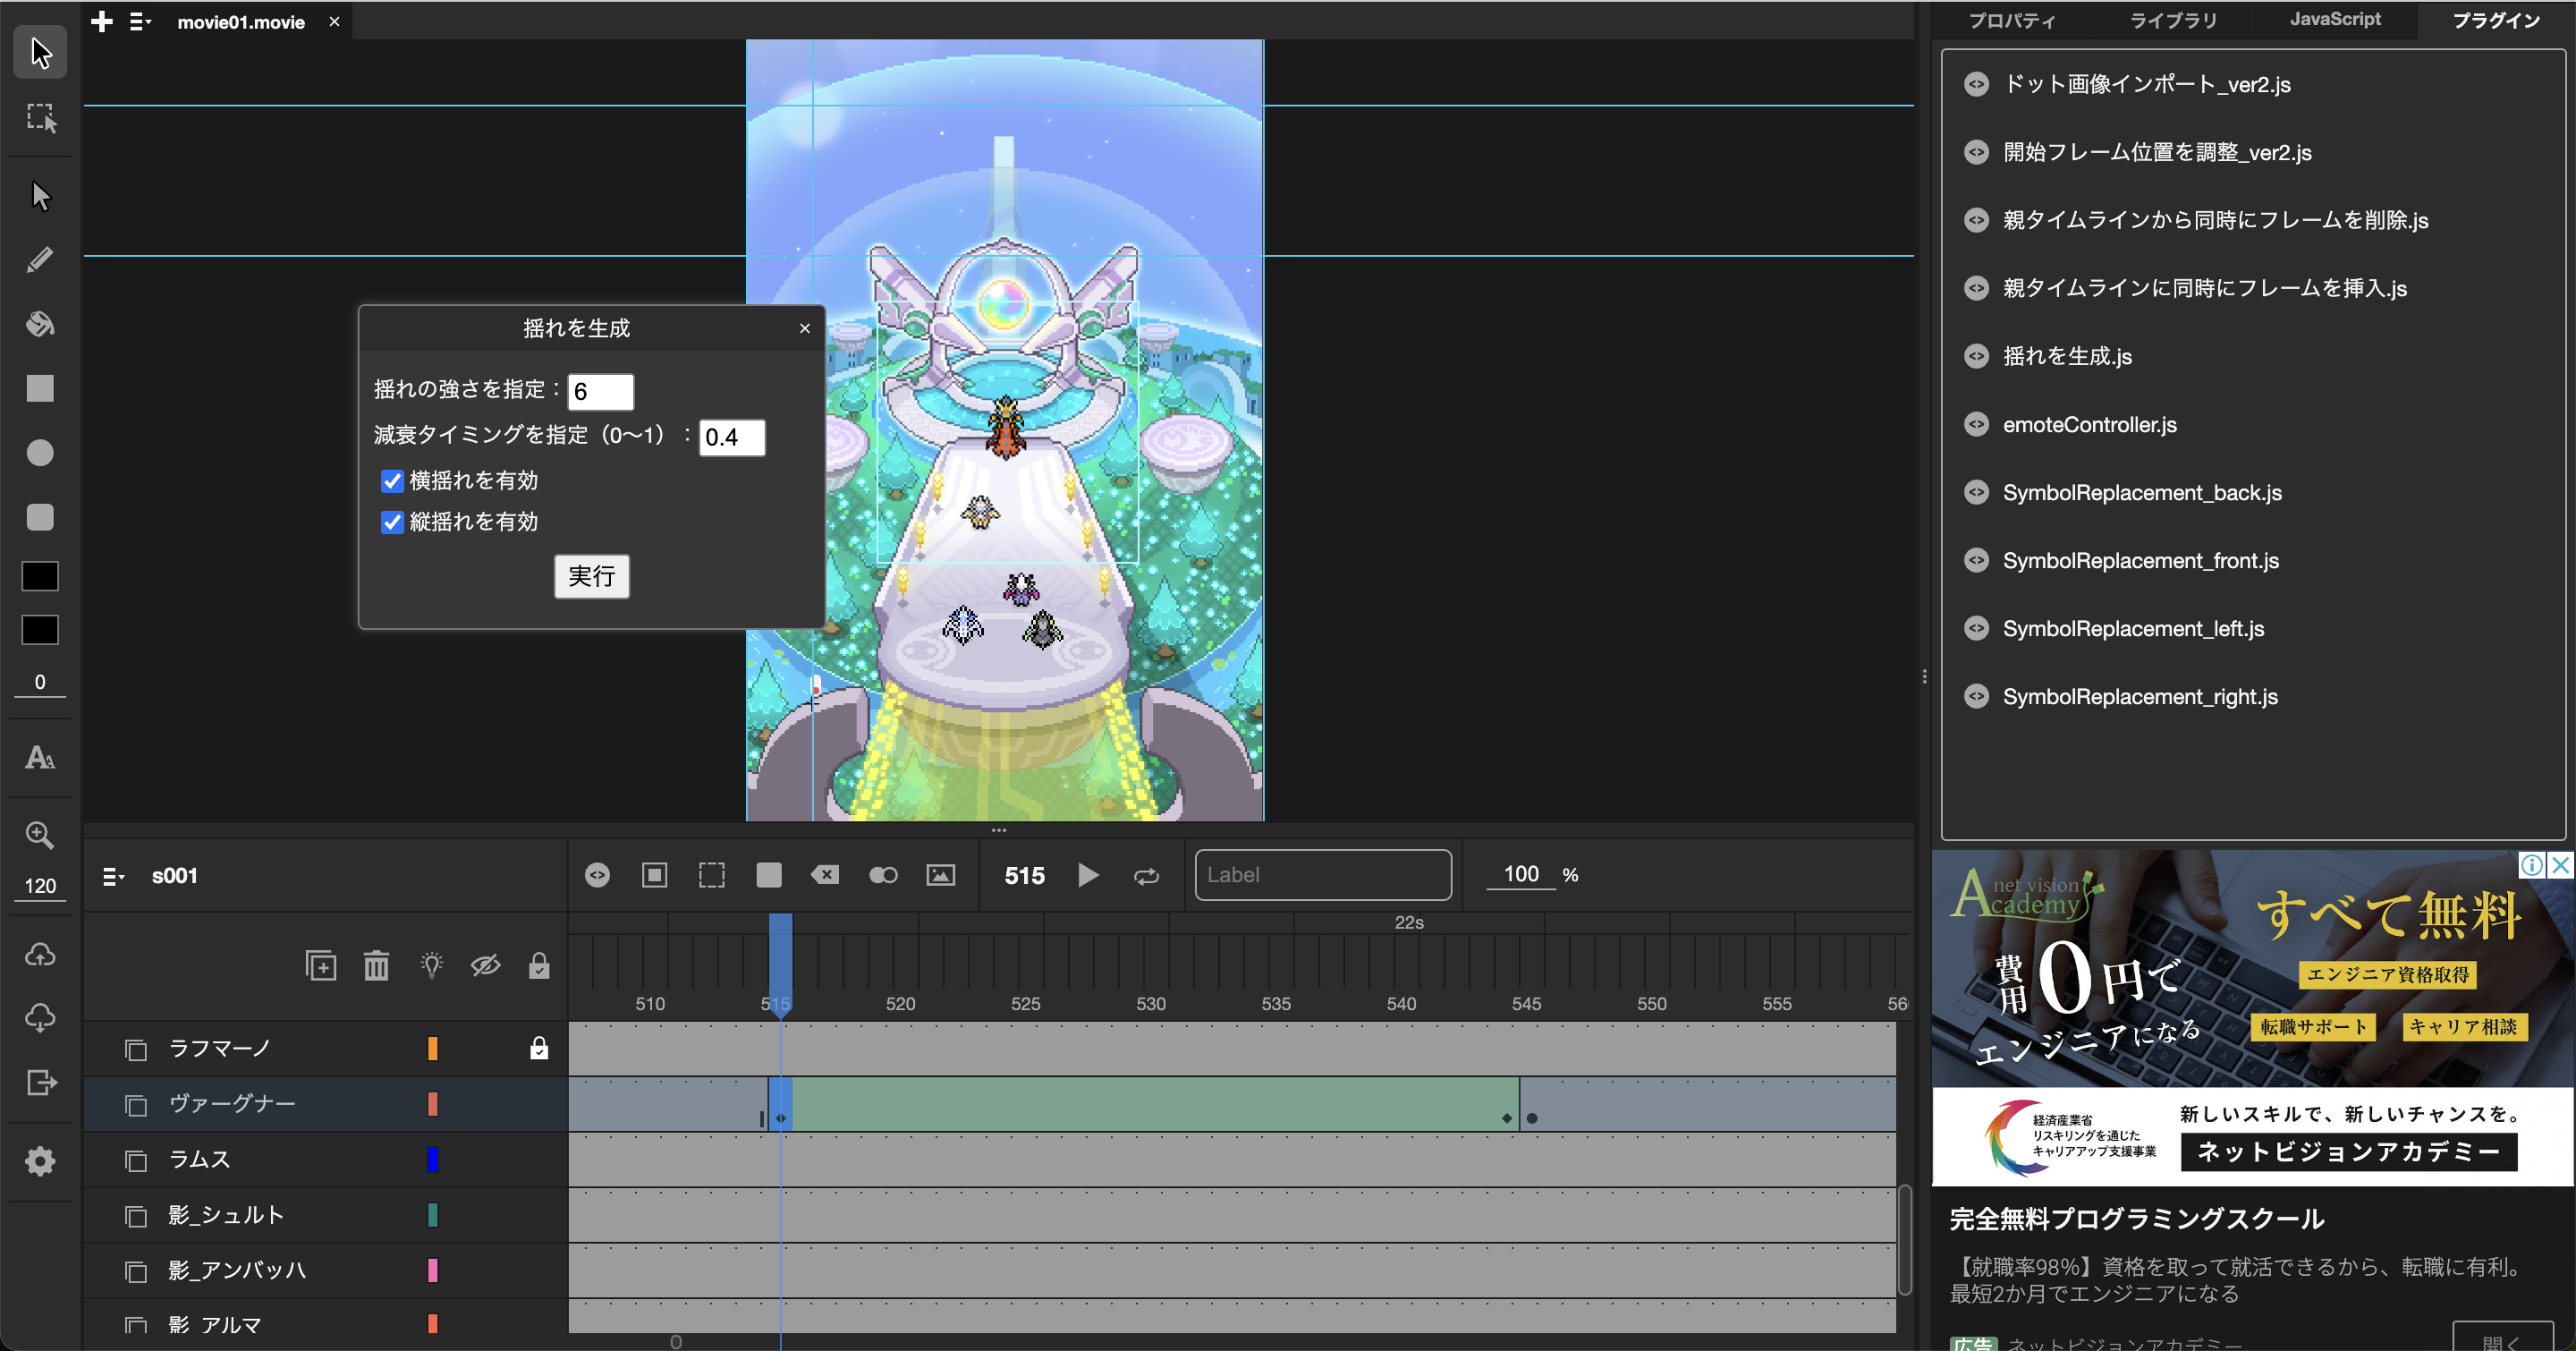 movie01.movie
プロパティ
ライブラリ
JavaScript
プラグイン
ドット画像インポート_ver2.js
開始フレーム位置を調整_ver2.js
親タイムラインから同時にフレームを削除.js
親タイムラインに同時にフレームを挿入.js
揺れを生成.js
emoteController.js
SymbolReplacement_back.js
SymbolReplacement_front.js
SymbolReplacement_left.js
SymbolReplacement_right.js
揺れを生成
揺れの強さを指定：6
減衰タイミングを指定（0〜1）：0.4
横揺れを有効
縦揺れを有効
実行
0
120
s001
515
Label
100 %
22s
510 515 520 525 530 535 540 545 550 555
ラフマーノ
ヴァーグナー
ラムス
影_シュルト
影_アンバッハ
影_アルマ
net vision
Academy
すべて無料
費用0円で
エンジニアになる
エンジニア資格取得
転職サポート
キャリア相談
経済産業省
リスキリングを通じた
キャリアアップ支援事業
新しいスキルで、新しいチャンスを。
ネットビジョンアカデミー
完全無料プログラミングスクール
【就職率98%】資格を取って就活できるから、転職に有利。
最短2か月でエンジニアになる
広告 ネットビジョンアカデミー
開く